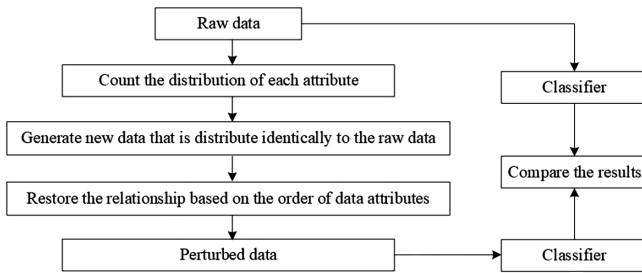 Raw data
Count the distribution of each attribute
Classifier
Generate new data that is distribute identically to the raw data
Compare the results
Restore the relationship based on the order of data attributes
Perturbed data
Classifier